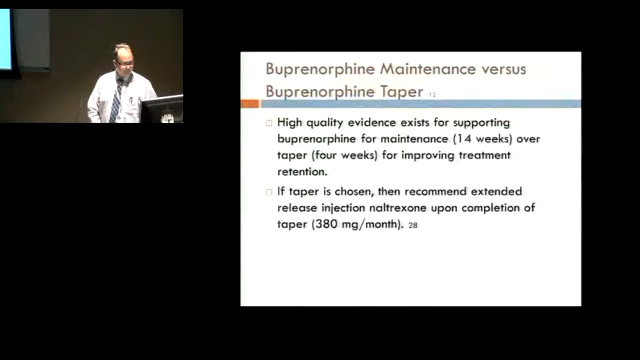 Buprenorphine Maintenance versus
Buprenorphine Taper 12
High quality evidence exists for supporting
buprenorphine for maintenance (14 weeks) over
taper (four weeks) for improving treatment
retention.
If taper is chosen, then recommend extended
release injection naltrexone upon completion of
taper (380 mg/month). 28